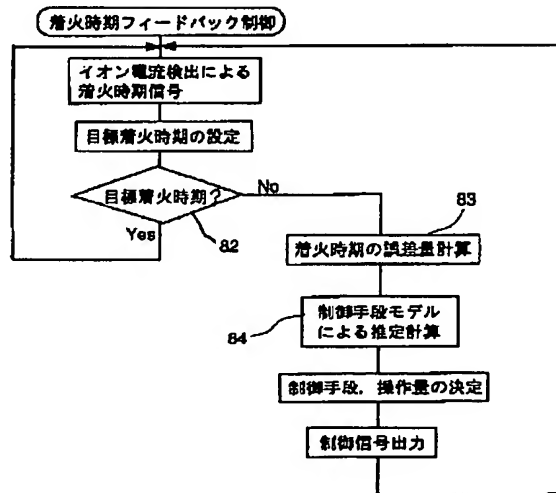 着火時期フィードバック制御
イオン電流検出による
着火時期信号
目標着火時期の設定
目標着火時期?
No
Yes
82
83
着火時期の誤差量計算
制御手段モデル
による推定計算
84
制御手段,操作量の決定
制御信号出力